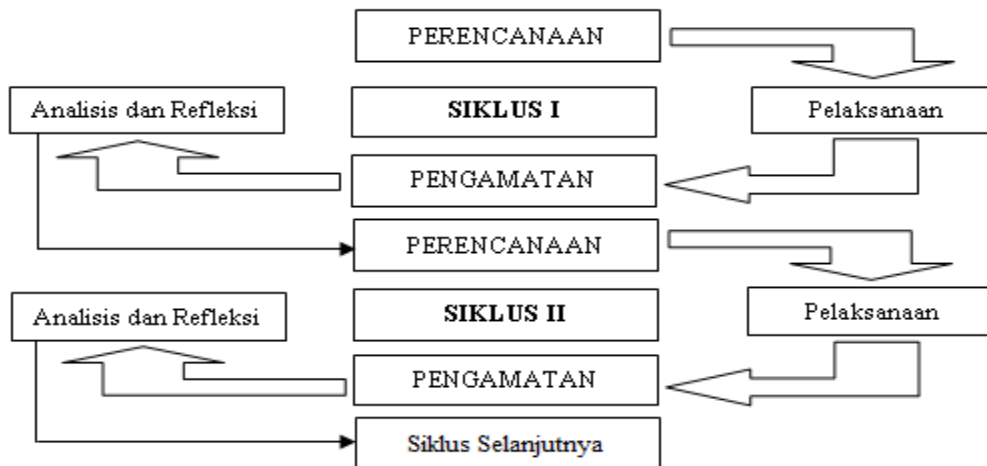 PERENCANAAN
Analisis dan Refleksi
SIKLUS I
Pelaksanaan
PENGAMATAN
PERENCANAAN
Analisis dan Refleksi
SIKLUS II
Pelaksanaan
PENGAMATAN
Siklus Selanjutnya